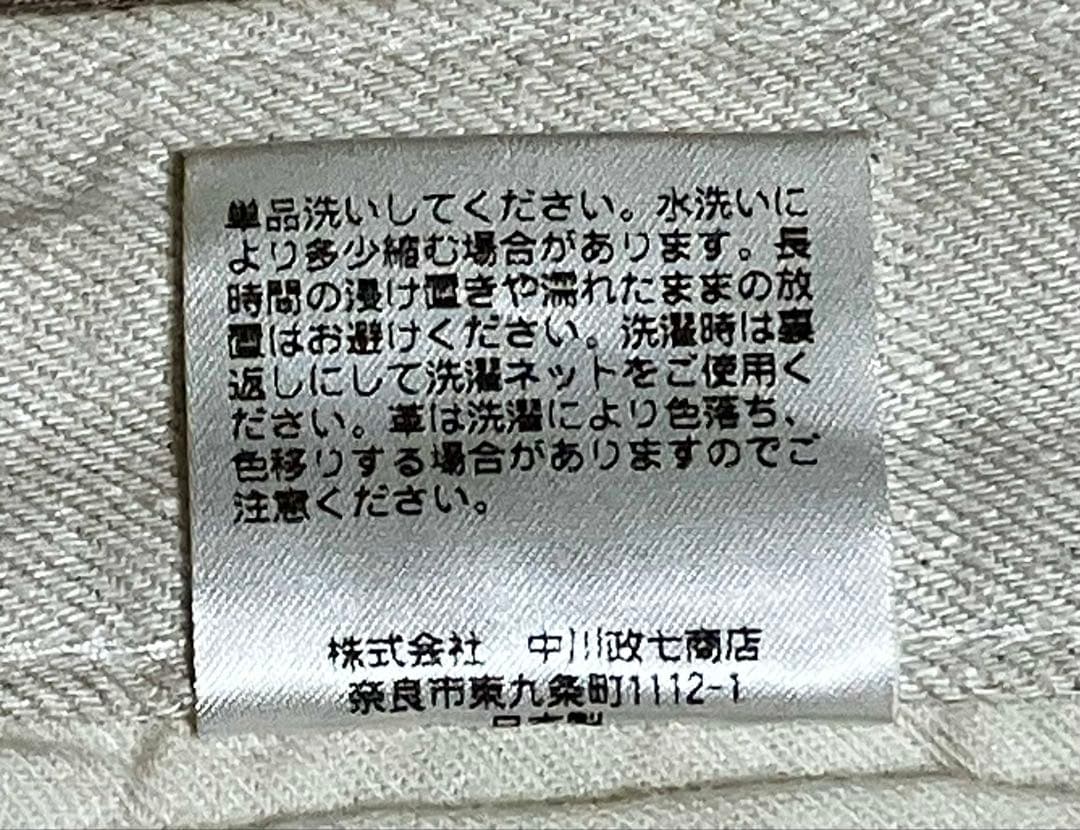 単品洗いしてください。水洗いに
より多少縮む場合があります。長
時間の浸け置きや濡れたままの放
置はお避けください。洗濯時は裏
返しにして洗濯ネットをご使用く
ださい。革は洗濯により色落ち、
色移りする場合がありますのでご
注意ください。
株式会社 中川政七商店
奈良市東九条町1112-1
日本製